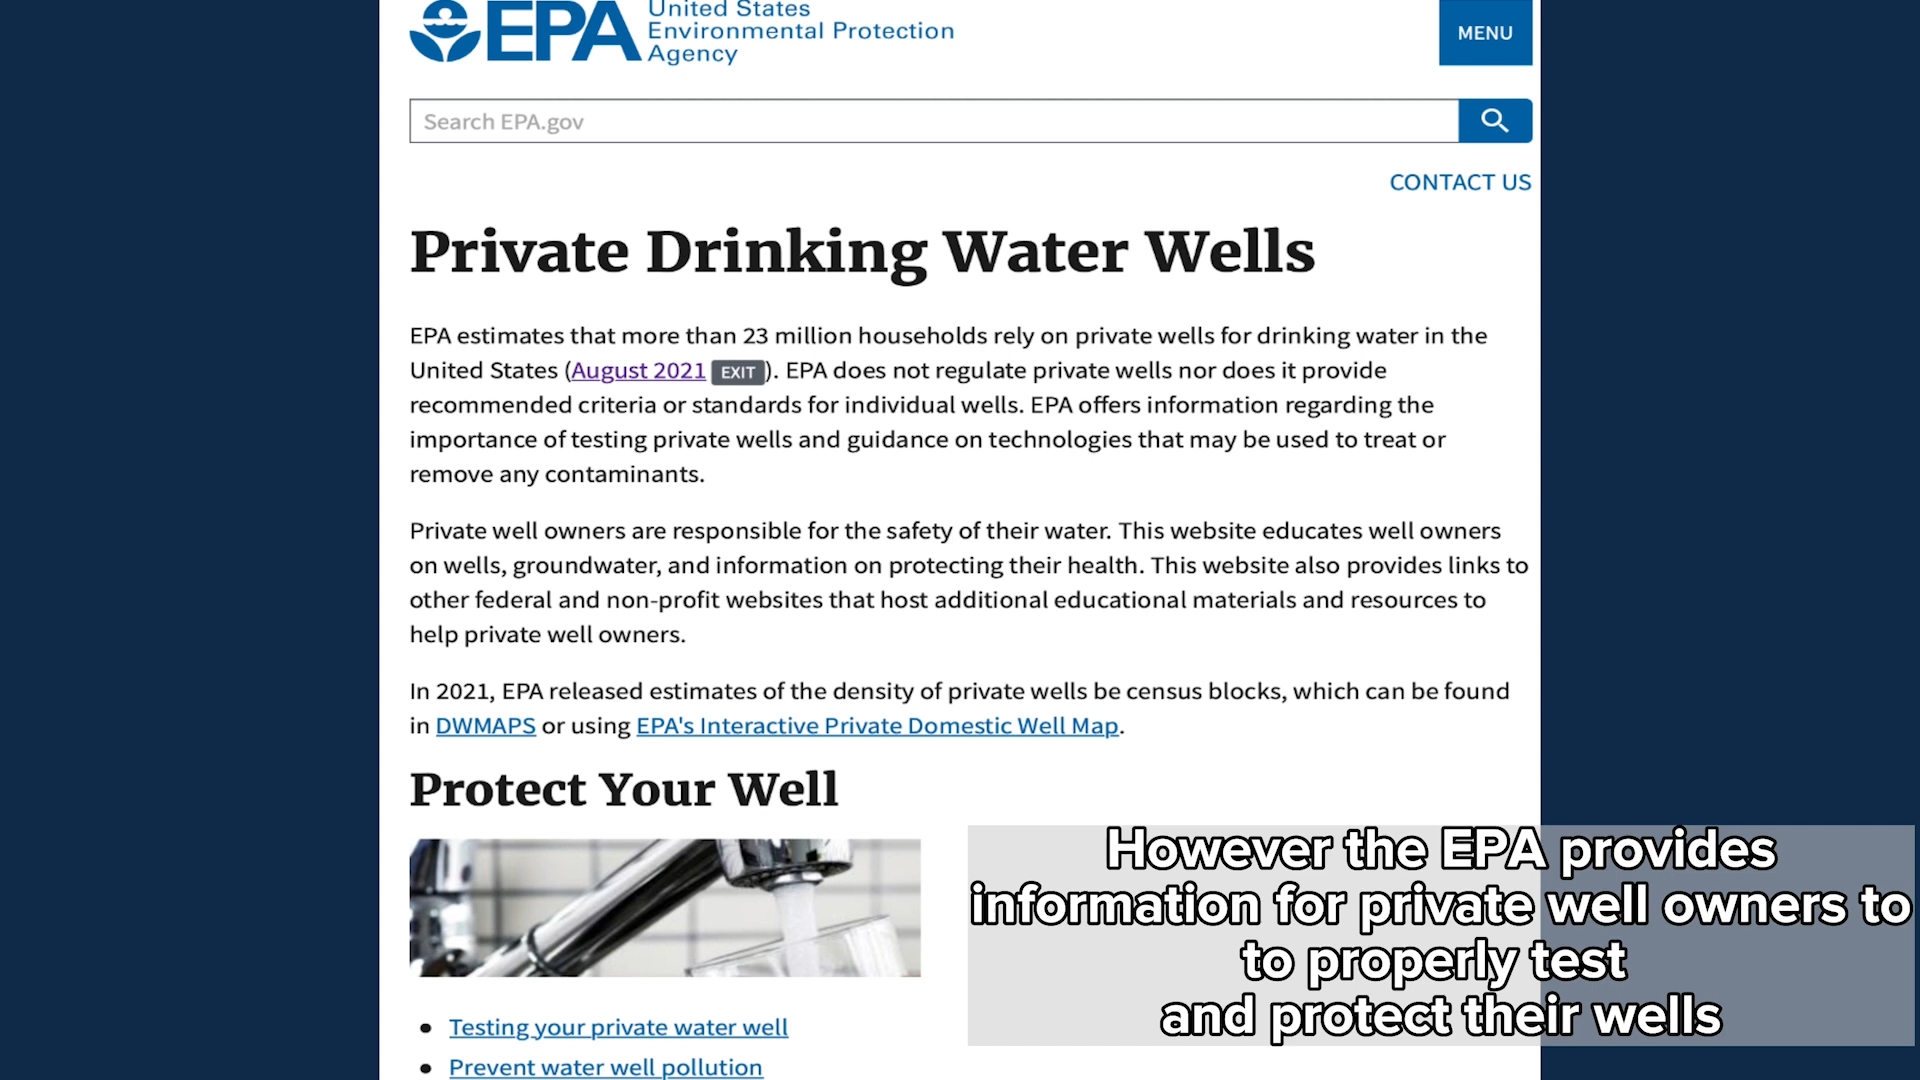 EPA
United States
Environmental Protection
Agency
MENU
Search EPA.gov
CONTACT US
Private Drinking Water Wells
EPA estimates that more than 23 million households rely on private wells for drinking water in the
United States (August 2021 EXIT). EPA does not regulate private wells nor does it provide
recommended criteria or standards for individual wells. EPA offers information regarding the
importance of testing private wells and guidance on technologies that may be used to treat or
remove any contaminants.
Private well owners are responsible for the safety of their water. This website educates well owners
on wells, groundwater, and information on protecting their health. This website also provides links to
other federal and non-profit websites that host additional educational materials and resources to
help private well owners.
In 2021, EPA released estimates of the density of private wells be census blocks, which can be found
in DWMAPS or using EPA's Interactive Private Domestic Well Map.
Protect Your Well
However the EPA provides
information for private well owners to
to properly test
and protect their wells
• Testing your private water well
• Prevent water well pollution